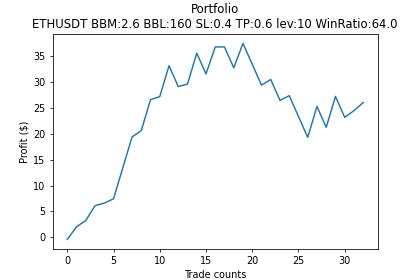 Portfolio
ETHUSDT BBM:2.6 BBL:160 SL:0.4 TP:0.6 lev:10 WinRatio:64.0
Profit ($)
35
30
25
20
15
10
5
0
0 5 10 15 20 25 30
Trade counts